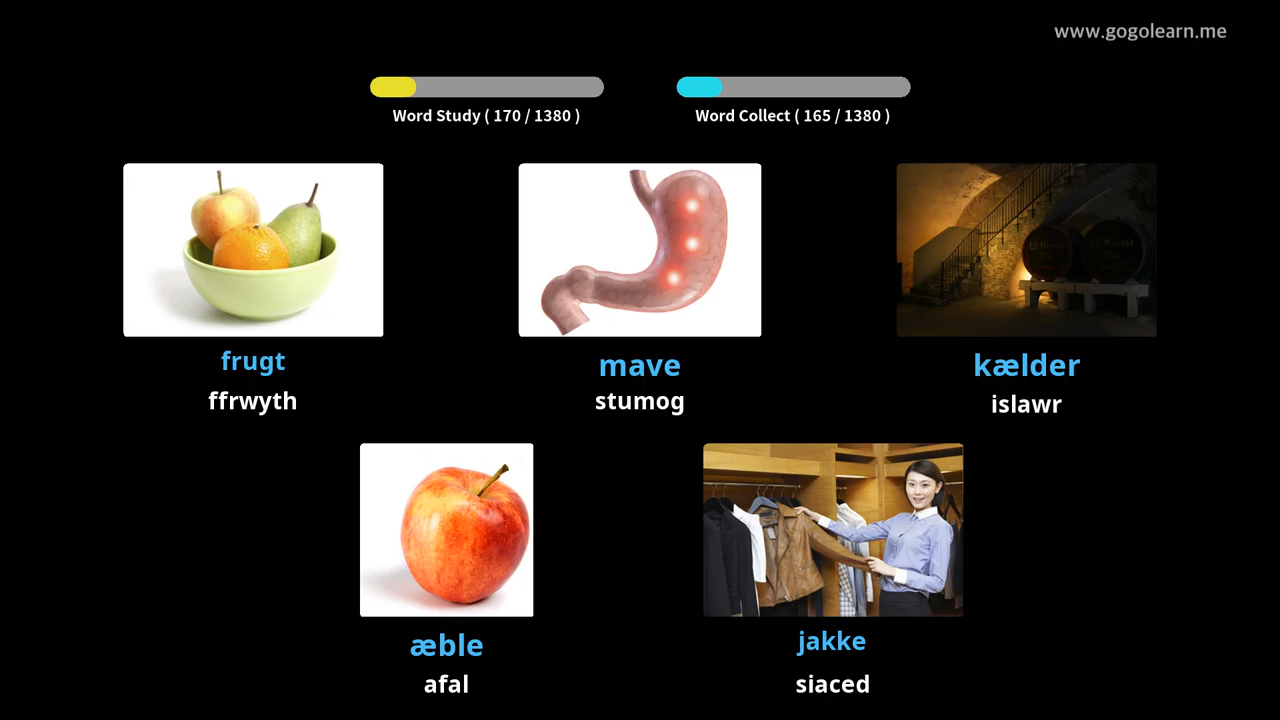 www.gogolearn.me
Word Study ( 170 / 1380 )
Word Collect ( 165 / 1380 )
frugt
ffrwyth
mave
stumog
kælder
islawr
æble
afal
jakke
siaced